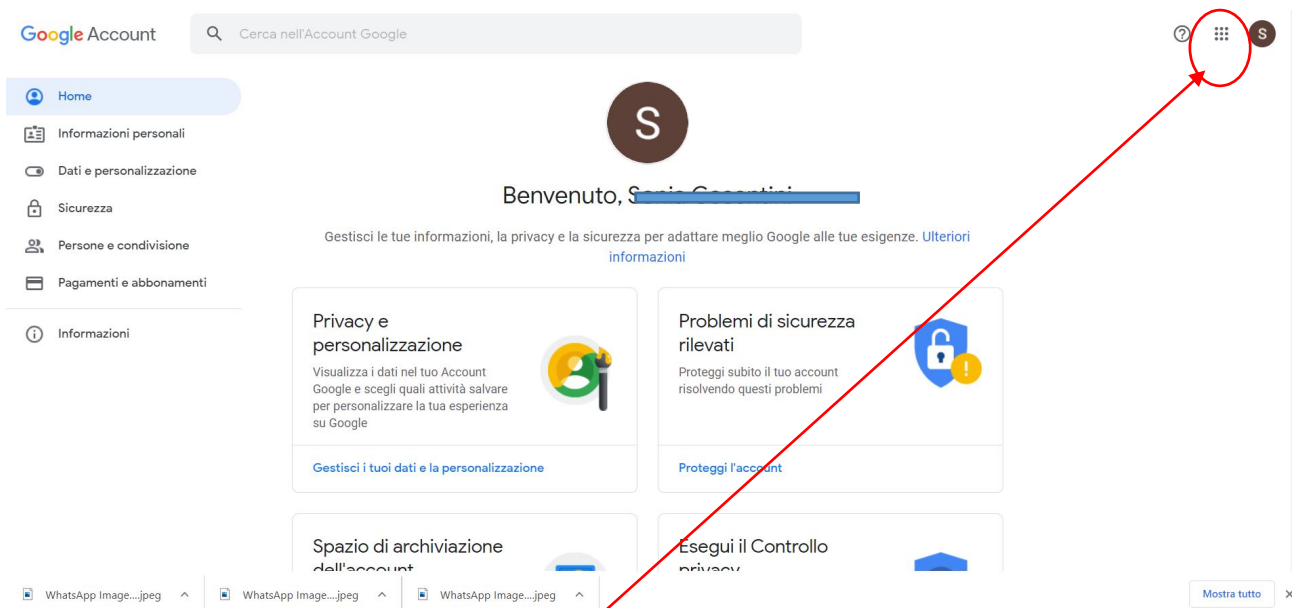 Google Account
Cerca nell'Account Google
S
Home
Informazioni personali
Dati e personalizzazione
Sicurezza
Persone e condivisione
Pagamenti e abbonamenti
Informazioni
S
Benvenuto,
Gestisci le tue informazioni, la privacy e la sicurezza per adattare meglio Google alle tue esigenze. Ulteriori
informazioni
Privacy e
personalizzazione
Visualizza i dati nel tuo Account
Google e scegli quali attività salvare
per personalizzare la tua esperienza
su Google
Gestisci i tuoi dati e la personalizzazione
Problemi di sicurezza
rilevati
Proteggi subito il tuo account
risolvendo questi problemi
Proteggi l'account
Spazio di archiviazione
dell'account
Esegui il Controllo
privacy
WhatsApp Image....jpeg
WhatsApp Image....jpeg
WhatsApp Image....jpeg
Mostra tutto